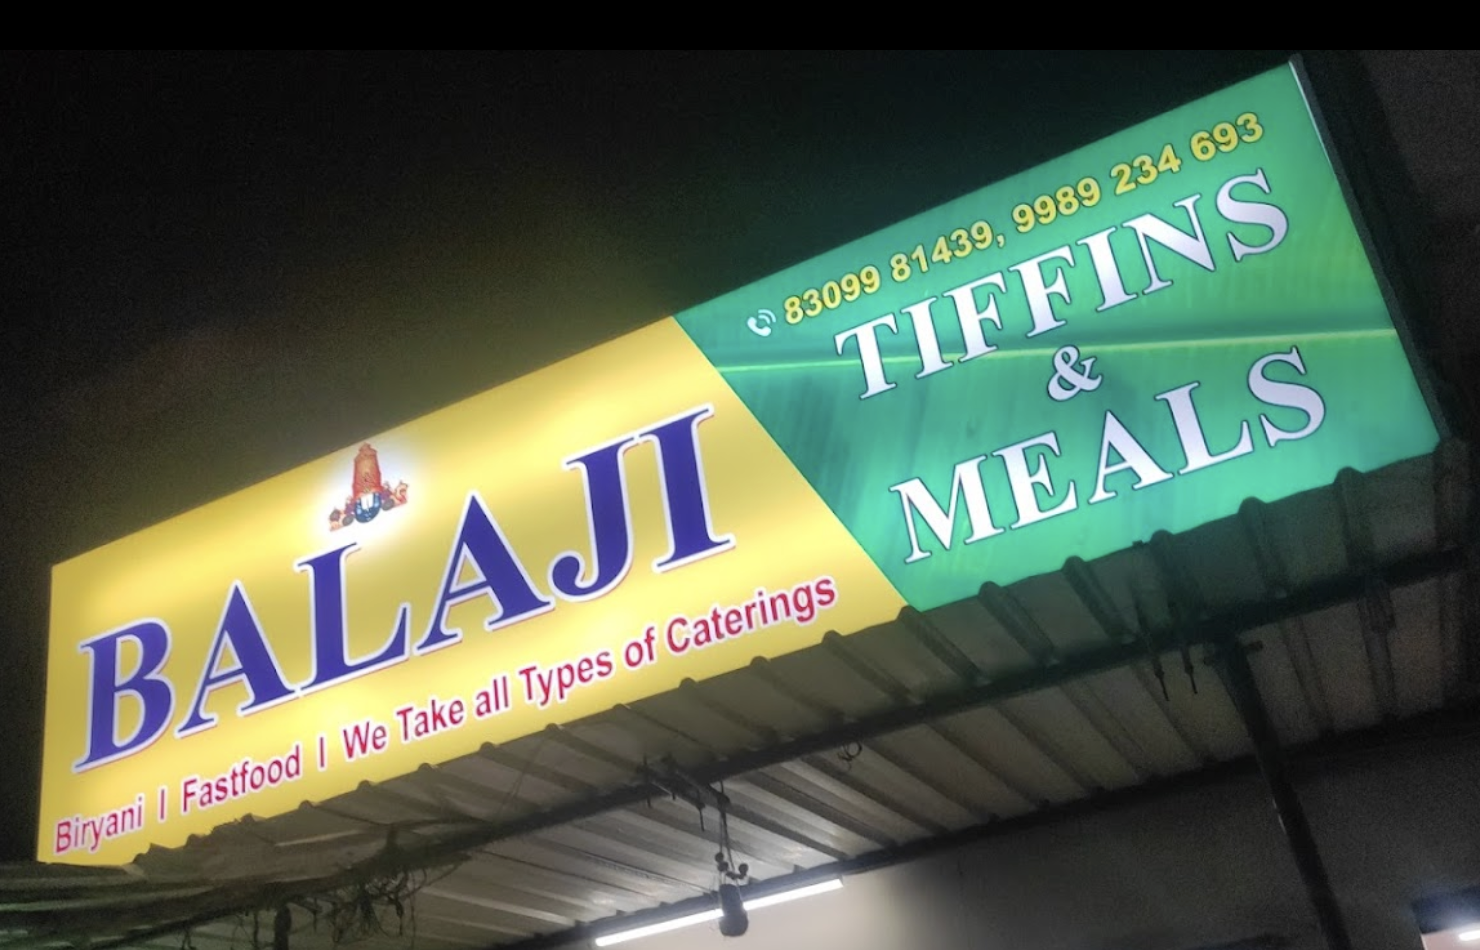 BALAJI
Biryani | Fastfood | We Take all Types of Caterings
83099 81439, 9989 234 693
TIFFINS
&
MEALS